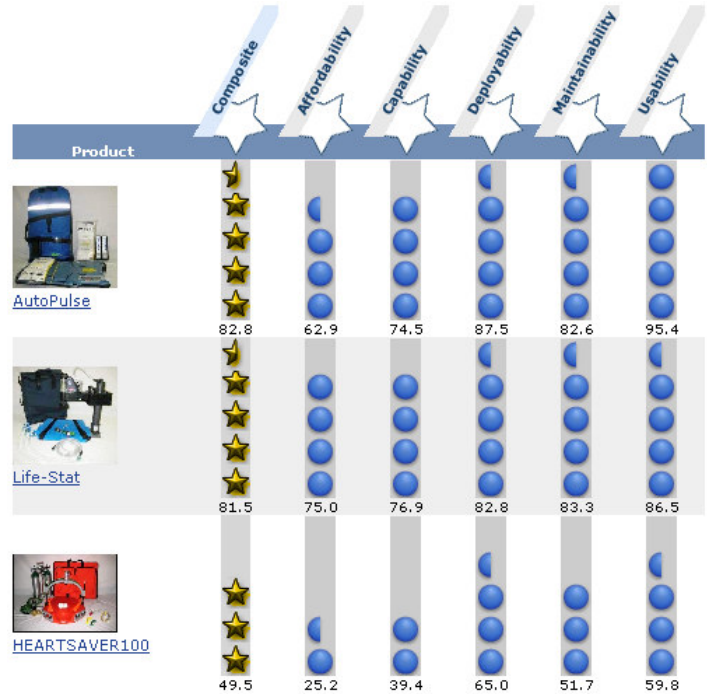 Composite
Affordability
Capability
Deployability
Maintainability
Usability
Product
AutoPulse
82.8 62.9 74.5 87.5 82.6 95.4
Life-Stat
81.5 75.0 76.9 82.8 83.3 86.5
HEARTSAVER100
49.5 25.2 39.4 65.0 51.7 59.8